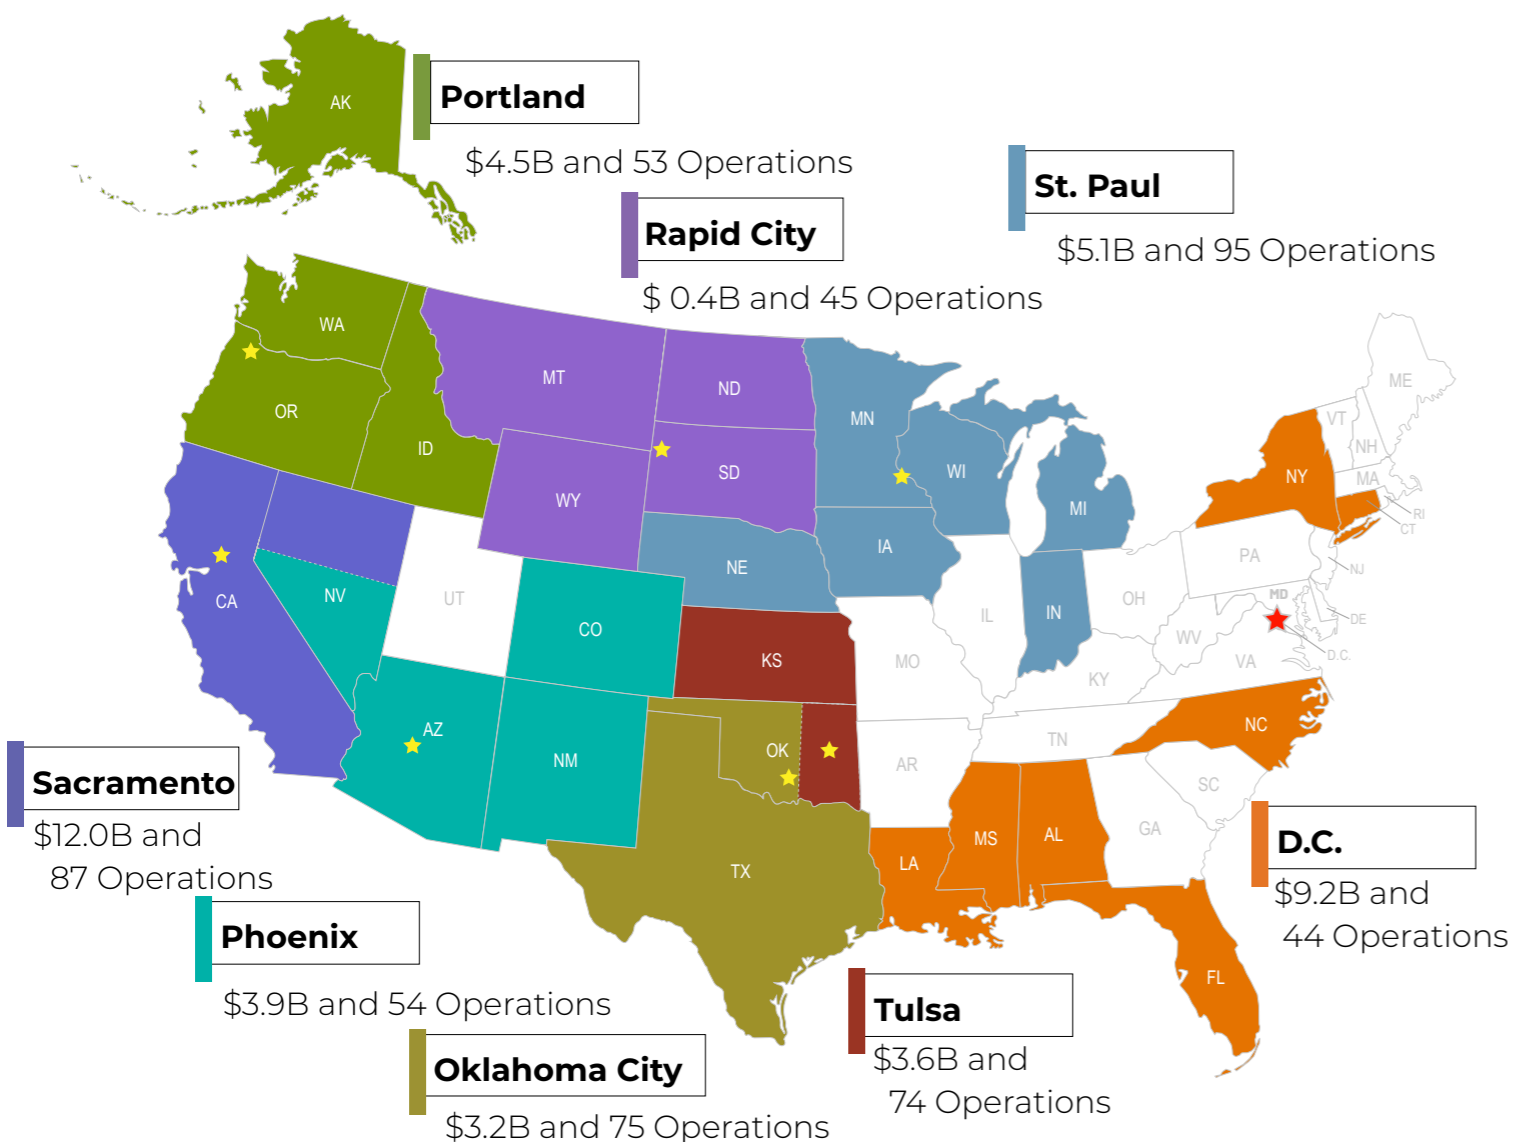 AK
Portland
$4.5B and 53 Operations
St. Paul
$5.1B and 95 Operations
Rapid City
$ 0.4B and 45 Operations
WA
OR
ID
MT
ND
SD
WY
MN
WI
MI
IA
NE
IN
ME
VT
NH
NY
MA
RI
CT
PA
NJ
OH
MD
DE
D.C.
WV
VA
IL
KY
MO
CA
NV
UT
CO
KS
AZ
NM
OK
TX
AR
TN
NC
SC
GA
AL
MS
LA
FL
Sacramento
$12.0B and
87 Operations
D.C.
$9.2B and
44 Operations
Phoenix
$3.9B and 54 Operations
Tulsa
$3.6B and
74 Operations
Oklahoma City
$3.2B and 75 Operations